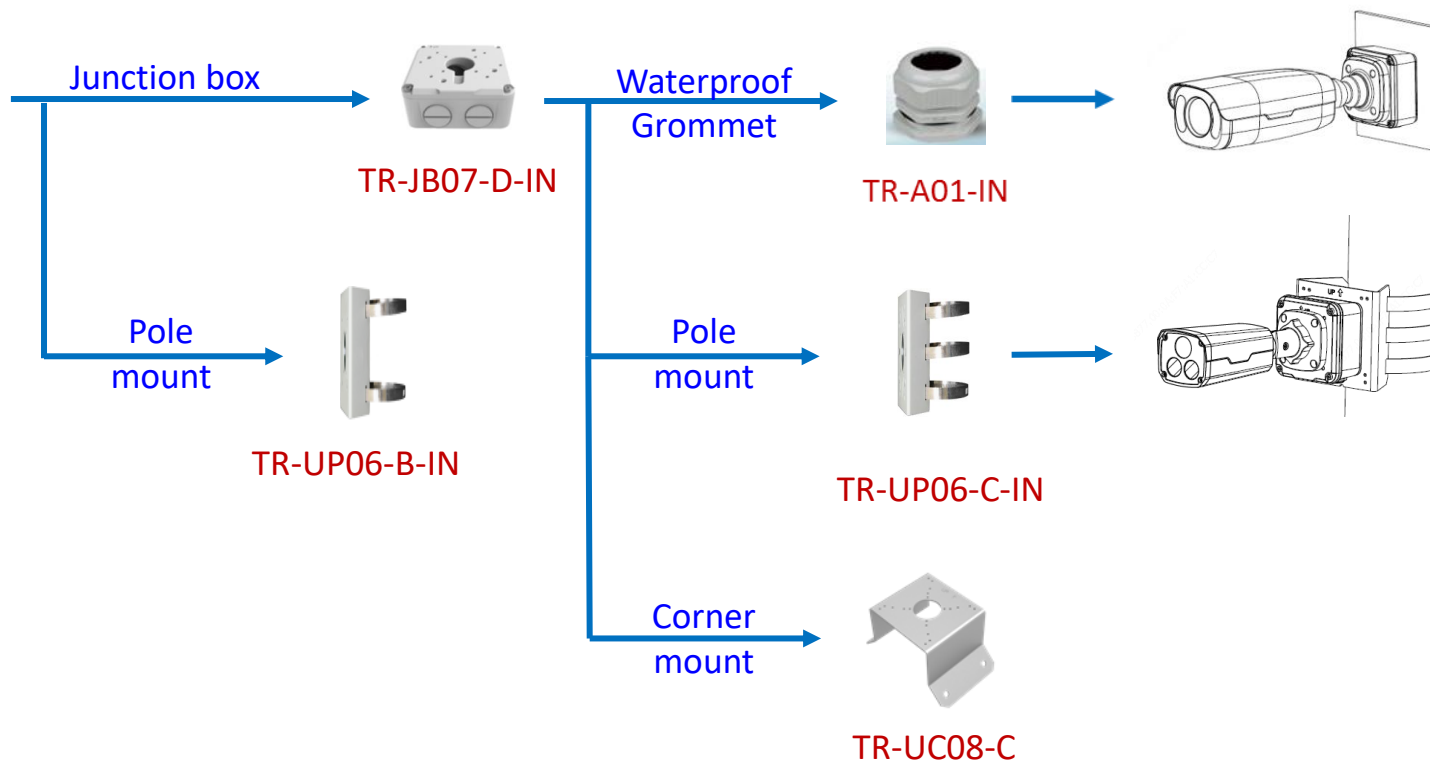 Junction box
TR-JB07-D-IN
Waterproof
Grommet
TR-A01-IN
Pole
mount
TR-UP06-B-IN
Pole
mount
TR-UP06-C-IN
UP
Corner
mount
TR-UC08-C